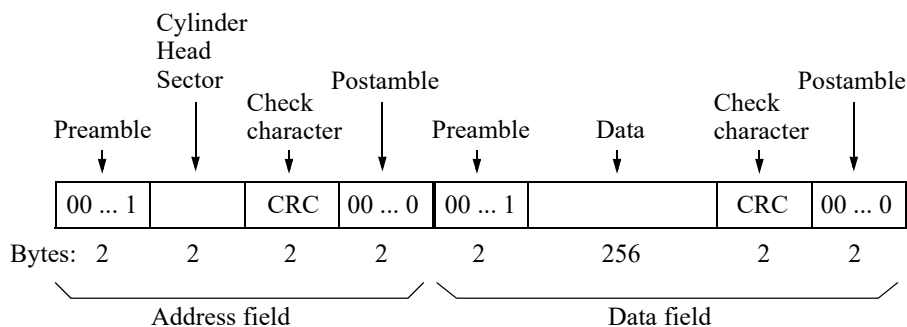 Cylinder
Head
Sector
Preamble
Check
character
Postamble
Preamble
Data
Check
character
Postamble
00 ... 1
CRC
00 ... 0
00 ... 1
CRC
00 ... 0
Bytes: 2 2 2 2 2 256 2 2
Address field
Data field